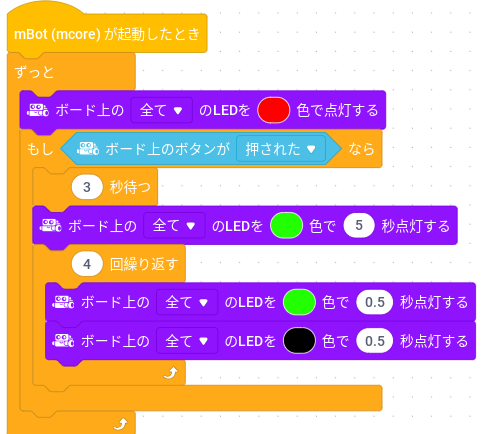 mBot (mcore) が起動したとき
ずっと
ボード上の 全て のLEDを 色で点灯する
もし ボード上のボタンが 押された なら
3 秒待つ
ボード上の 全て のLEDを 色で 5 秒点灯する
4 回繰り返す
ボード上の 全て のLEDを 色で 0.5 秒点灯する
ボード上の 全て のLEDを 色で 0.5 秒点灯する